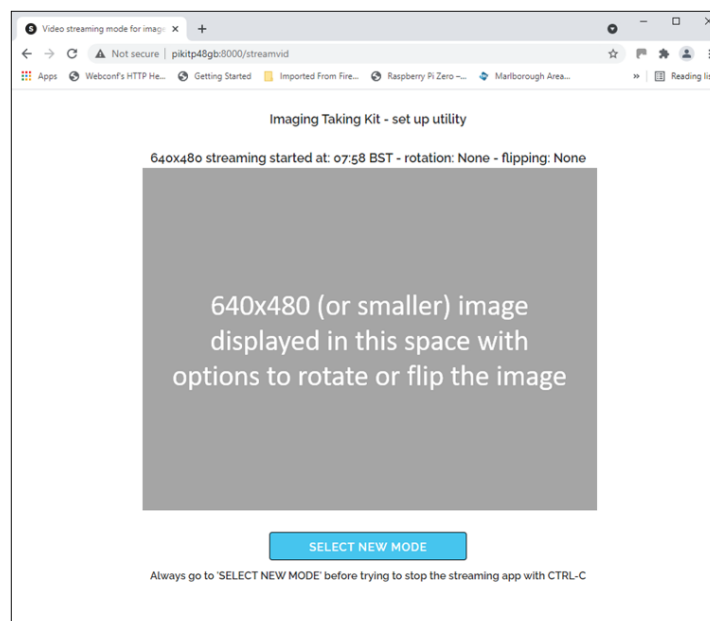 Video streaming mode for imag
Not secure | pikitp48gb:8000/streamvid
Apps Webconf's HTTP He... Getting Started Imported From Fire... Raspberry Pi Zero –... Marlborough Area... » Reading lis
Imaging Taking Kit - set up utility
640x480 streaming started at: 07:58 BST - rotation: None - flipping: None
640x480 (or smaller) image
displayed in this space with
options to rotate or flip the image
SELECT NEW MODE
Always go to 'SELECT NEW MODE' before trying to stop the streaming app with CTRL-C